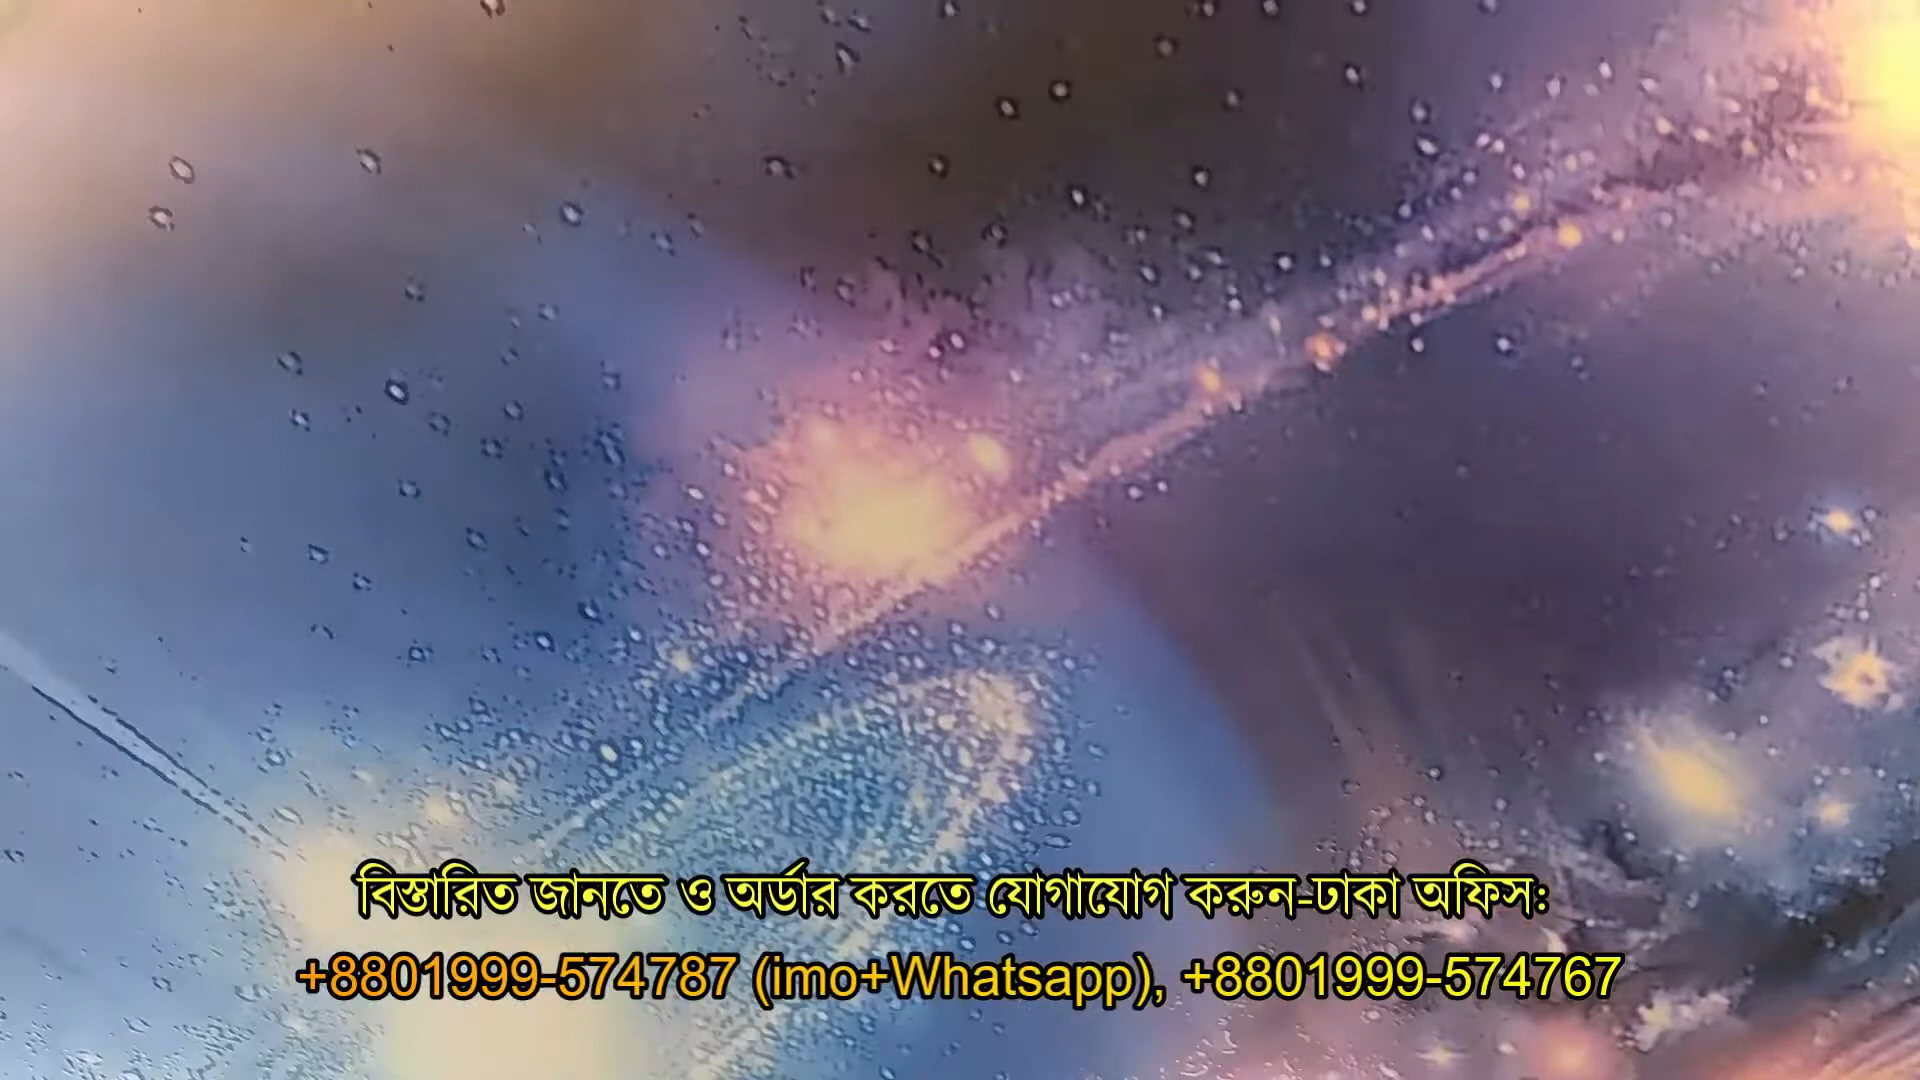 বিস্তারিত জানতে ও অর্ডার করতে যোগাযোগ করুন-ঢাকা অফিস:
+8801999-574787 (imo+Whatsapp), +8801999-574767